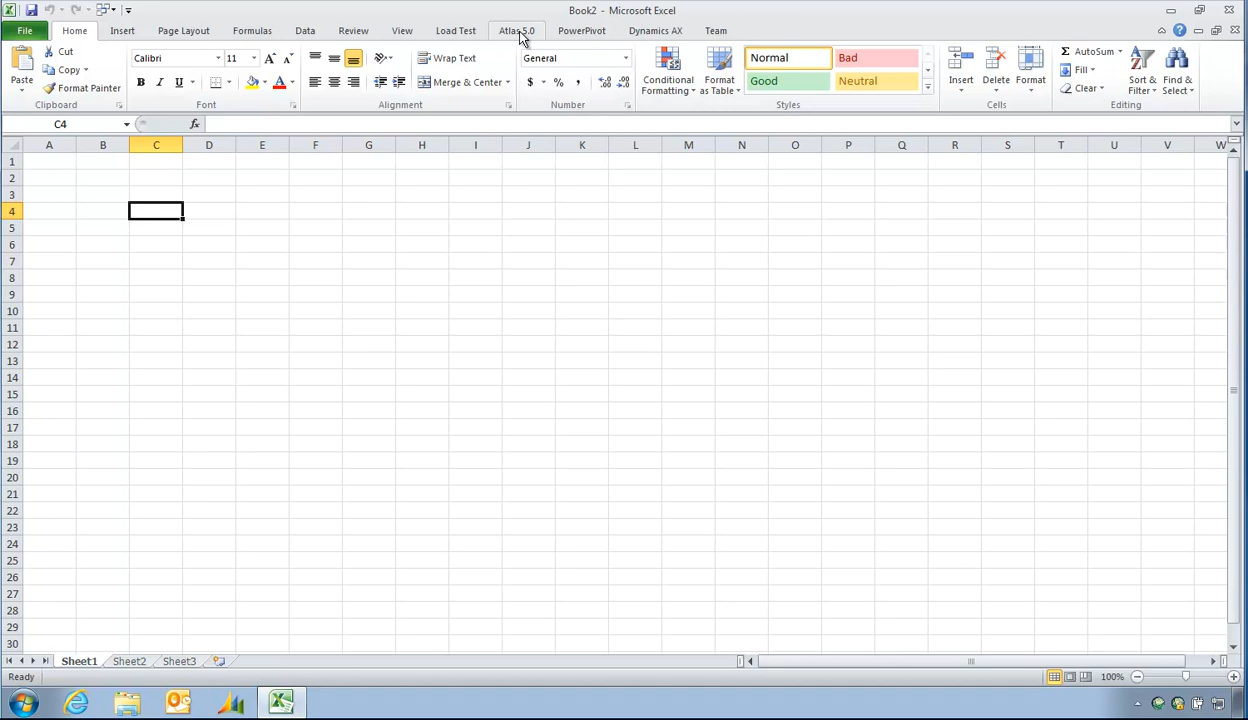 Book2 - Microsoft Excel
File Home Insert Page Layout Formulas Data Review View Load Test Atlas 5.0 PowerPivot Dynamics AX Team
Paste
Cut
Copy
Format Painter
Clipboard
Calibri 11
B I U
Font
Wrap Text
Merge & Center
Alignment
General
$ % ,
Number
Conditional Formatting
Format as Table
Normal Bad
Good Neutral
Styles
Insert Delete Format
Cells
Σ AutoSum
Fill
Clear
Sort & Filter
Find & Select
Editing
C4 fx
A B C D E F G H I J K L M N O P Q R S T U V W
1
2
3
4
5
6
7
8
9
10
11
12
13
14
15
16
17
18
19
20
21
22
23
24
25
26
27
28
29
30
Sheet1 Sheet2 Sheet3
Ready 100%